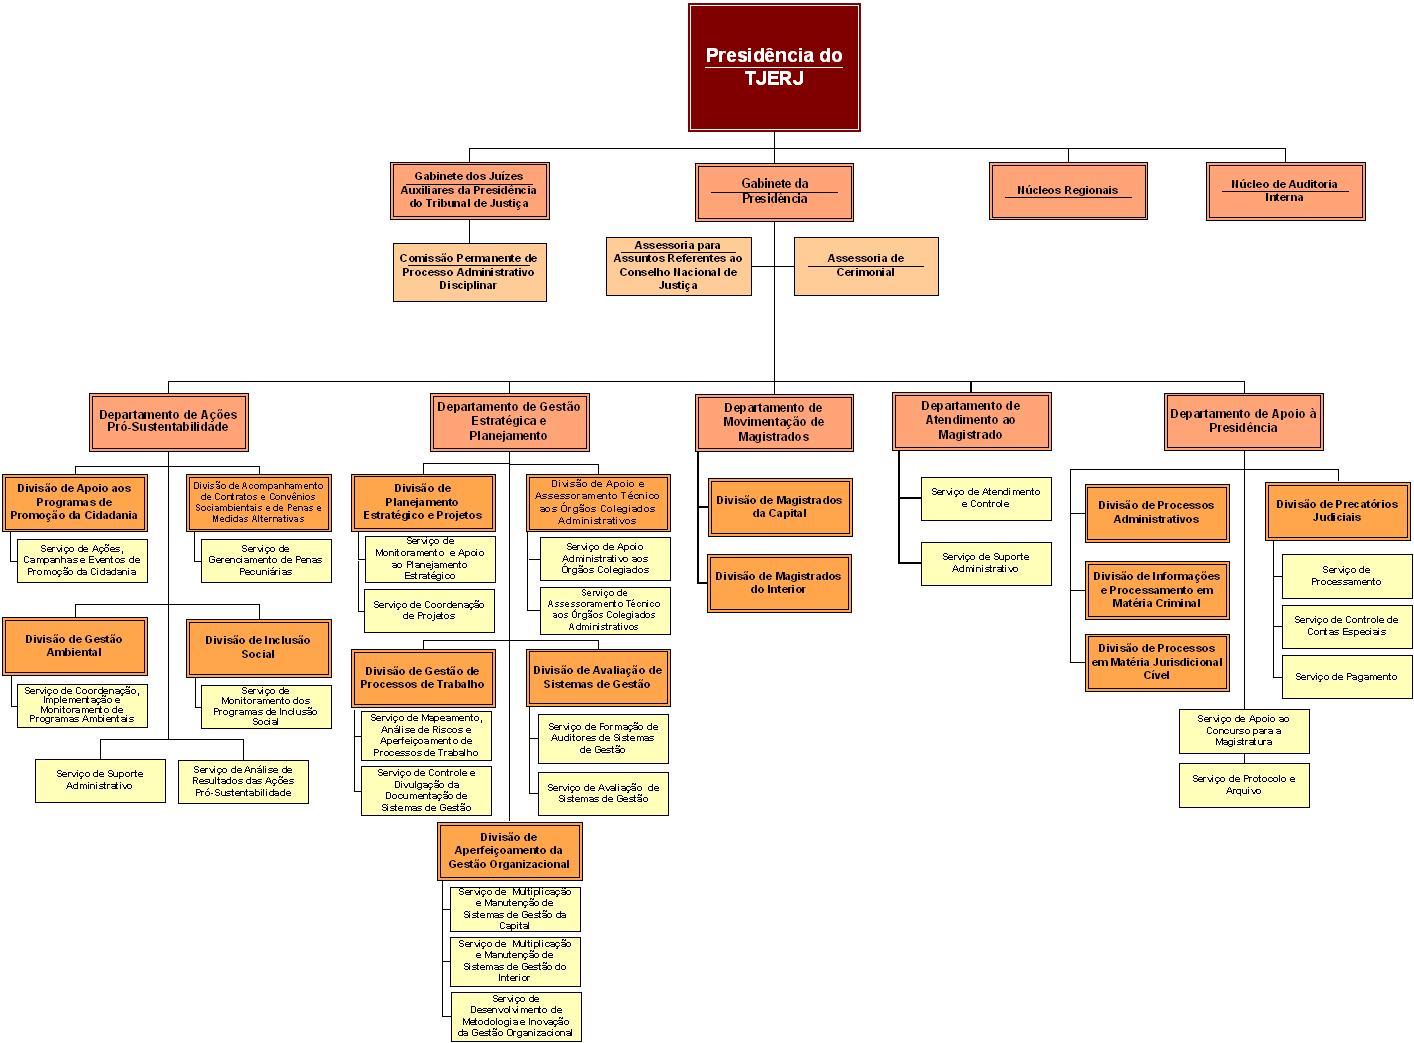 Presidência do
TJERJ
Gabinete dos Juízes
Auxiliares da Presidência
do Tribunal de Justiça
Gabinete da
Presidência
Núcleos Regionais
Núcleo de Auditoria
Interna
Comissão Permanente de
Processo Administrativo
Disciplinar
Assessoria para
Assuntos Referentes ao
Conselho Nacional de
Justiça
Assessoria de
Cerimonial
Departamento de Ações
Pró-Sustentabilidade
Departamento de Gestão
Estratégica e
Planejamento
Departamento de
Movimentação de
Magistrados
Departamento de
Atendimento ao
Magistrado
Departamento de Apoio à
Presidência
Divisão de Apoio aos
Programas de
Promoção da Cidadania
Divisão de Acompanhamento
de Contratos e Convênios
Sociambientais e de Penas e
Medidas Alternativas
Serviço de Ações,
Campanhas e Eventos de
Promoção da Cidadania
Serviço de
Gerenciamento de Penas
Pecuniárias
Divisão de Gestão
Ambiental
Divisão de Inclusão
Social
Serviço de Coordenação,
Implementação e
Monitoramento de
Programas Ambientais
Serviço de
Monitoramento dos
Programas de Inclusão
Social
Serviço de Suporte
Administrativo
Serviço de Análise de
Resultados das Ações
Pró-Sustentabilidade
Divisão de
Planejamento
Estratégico e Projetos
Divisão de Apoio e
Assessoramento Técnico
aos Órgãos Colegiados
Administrativos
Serviço de
Monitoramento e Apoio
ao Planejamento
Estratégico
Serviço de Apoio
Administrativo aos
Órgãos Colegiados
Serviço de Coordenação
de Projetos
Serviço de
Assessoramento Técnico
aos Órgãos Colegiados
Administrativos
Divisão de Gestão de
Processos de Trabalho
Divisão de Avaliação de
Sistemas de Gestão
Serviço de Mapeamento,
Análise de Riscos e
Aperfeiçoamento de
Processos de Trabalho
Serviço de Formação de
Auditores de Sistemas
de Gestão
Serviço de Controle e
Divulgação da
Documentação de
Sistemas de Gestão
Serviço de Avaliação de
Sistemas de Gestão
Divisão de
Aperfeiçoamento da
Gestão Organizacional
Serviço de Multiplicação
e Manutenção de
Sistemas de Gestão da
Capital
Serviço de Multiplicação
e Manutenção de
Sistemas de Gestão do
Interior
Serviço de
Desenvolvimento de
Metodologia e Inovação
da Gestão Organizacional
Divisão de Magistrados
da Capital
Divisão de Magistrados
do Interior
Serviço de Atendimento
e Controle
Serviço de Suporte
Administrativo
Divisão de Processos
Administrativos
Divisão de Informações
e Processamento em
Matéria Criminal
Divisão de Processos
em Matéria Jurisdicional
Cível
Divisão de Precatórios
Judiciais
Serviço de
Processamento
Serviço de Controle de
Contas Especiais
Serviço de Pagamento
Serviço de Apoio ao
Concurso para a
Magistratura
Serviço de Protocolo e
Arquivo